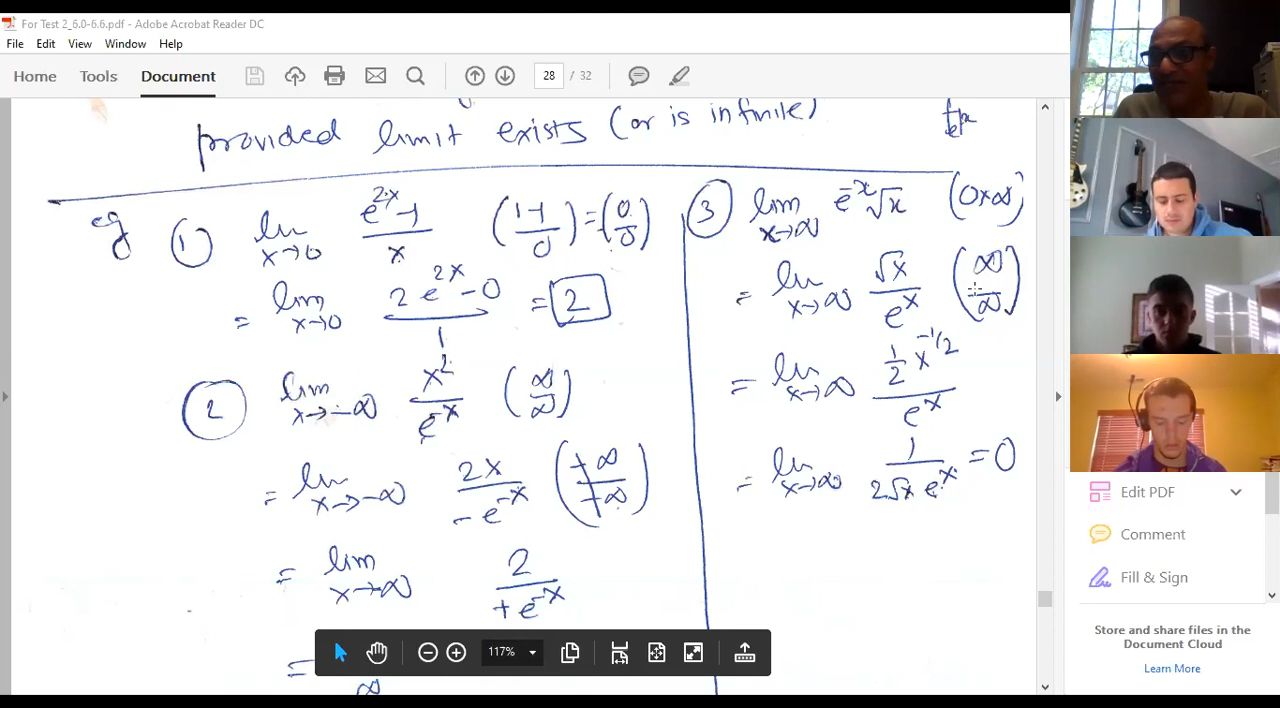 For Test 2_6.0-6.6.pdf - Adobe Acrobat Reader DC
File Edit View Window Help
Home Tools Document 28 / 32
provided limit exists (or is infinite)
eg ① lim x→0 e^{2x}-1 / x (1-1 / 0) = (0/0)
= lim x→0 2e^{2x}-0 / 1 = 2
② lim x→-∞ x^2 / e^{-x} (∞/∞)
= lim x→-∞ 2x / -e^{-x} (-∞/-∞)
= lim x→-∞ 2 / +e^{-x}
= ∞
③ lim x→∞ e^{-x}√x (0×∞)
= lim x→∞ √x / e^x (∞/∞)
= lim x→∞ 1/2 x^{-1/2} / e^x
= lim x→∞ 1 / 2√x e^x = 0
117%
Edit PDF
Comment
Fill & Sign
Store and share files in the
Document Cloud
Learn More